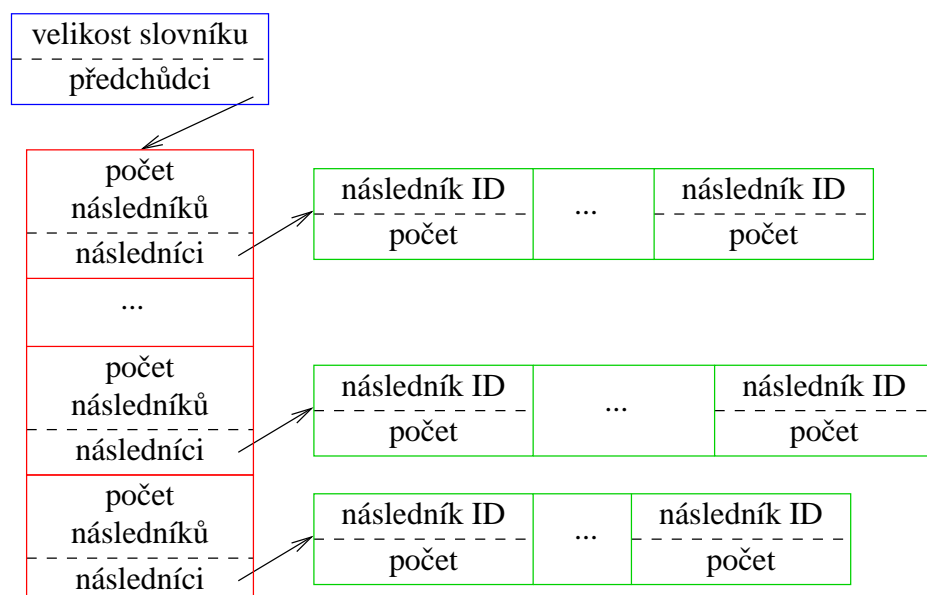 velikost slovníku
předchůdci
počet
následníků
následníci
následník ID
počet
...
následník ID
počet
...
počet
následníků
následníci
následník ID
počet
...
následník ID
počet
počet
následníků
následníci
následník ID
počet
...
následník ID
počet